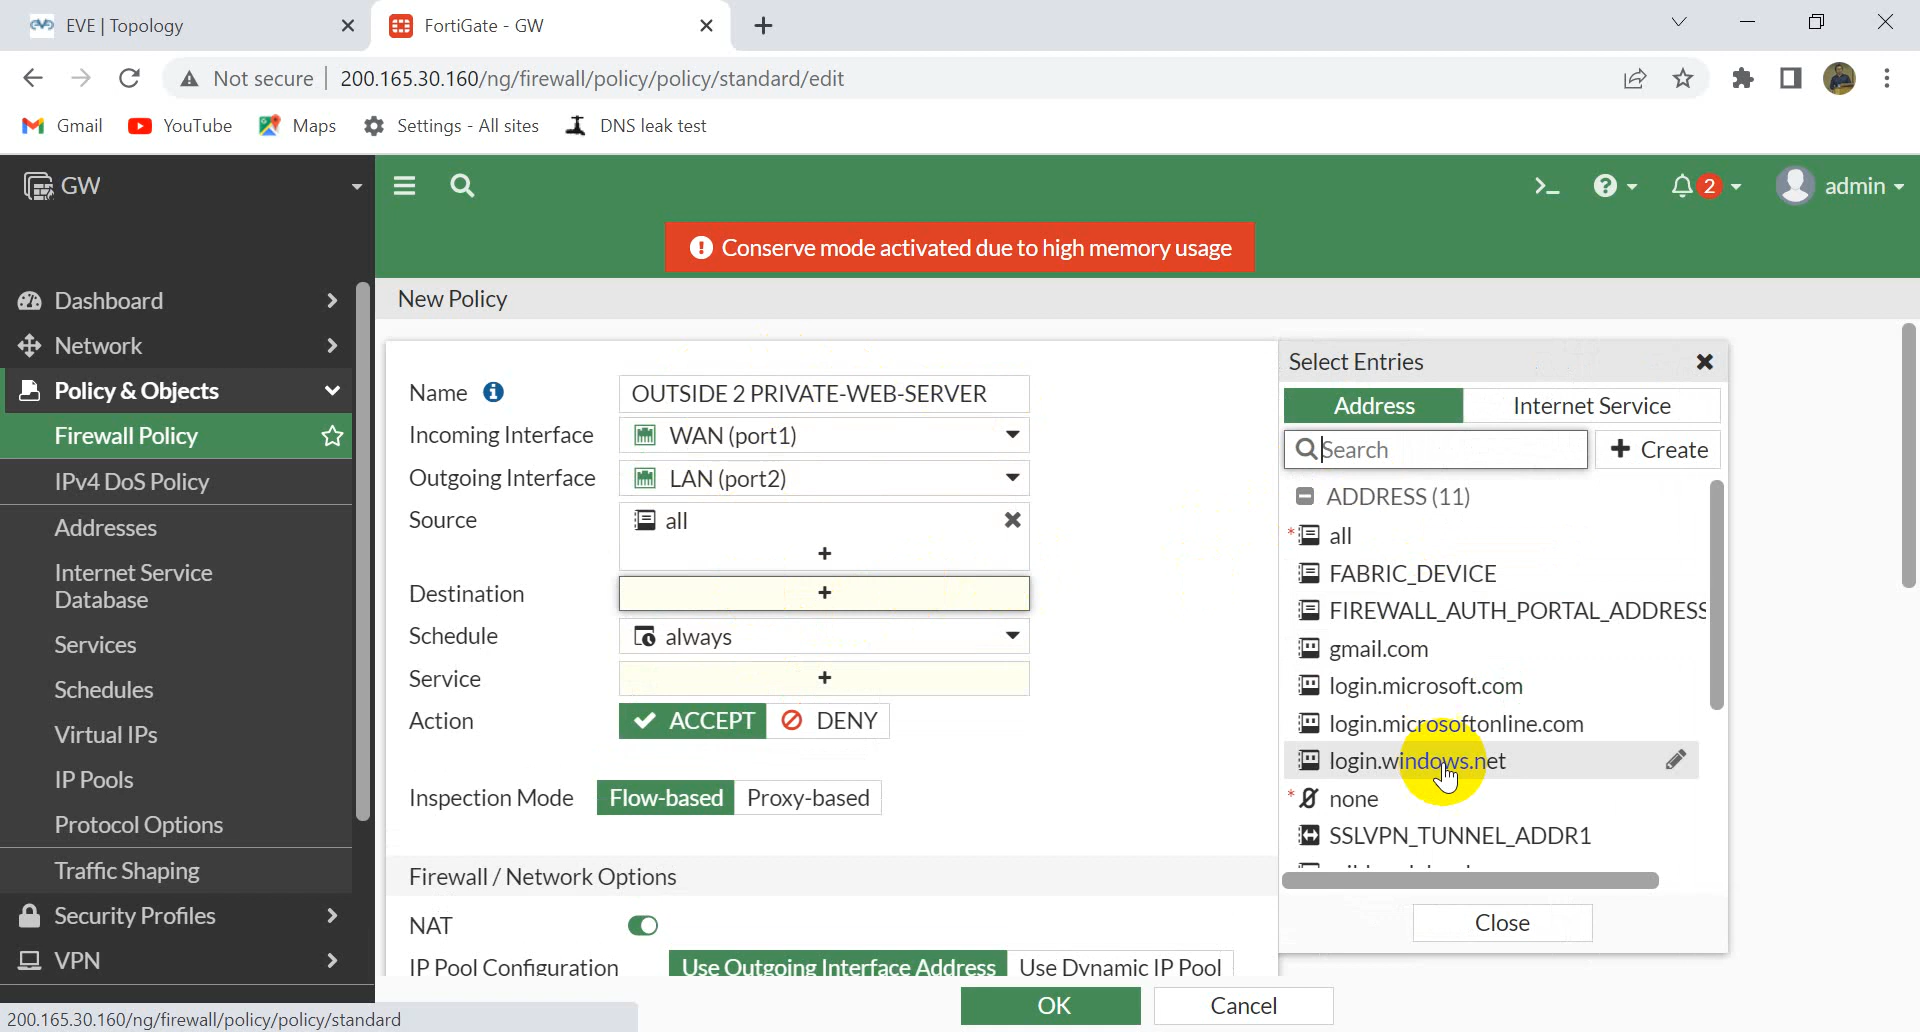 EVE | Topology
FortiGate - GW
Not secure
200.165.30.160/ng/firewall/policy/policy/standard/edit
Gmail
YouTube
Maps
Settings - All sites
DNS leak test
GW
2
admin
Conserve mode activated due to high memory usage
Dashboard
Network
Policy & Objects
Firewall Policy
IPv4 DoS Policy
Addresses
Internet Service
Database
Services
Schedules
Virtual IPs
IP Pools
Protocol Options
Traffic Shaping
Security Profiles
VPN
New Policy
Name
OUTSIDE 2 PRIVATE-WEB-SERVER
Incoming Interface
WAN (port1)
Outgoing Interface
LAN (port2)
Source
all
+
Destination
+
Schedule
always
Service
+
Action
ACCEPT
DENY
Inspection Mode
Flow-based
Proxy-based
Firewall / Network Options
NAT
IP Pool Configuration
Use Outgoing Interface Address
Use Dynamic IP Pool
Select Entries
Address
Internet Service
Search
+ Create
ADDRESS (11)
all
FABRIC_DEVICE
FIREWALL_AUTH_PORTAL_ADDRESS
gmail.com
login.microsoft.com
login.microsoftonline.com
login.windows.net
none
SSLVPN_TUNNEL_ADDR1
Close
OK
Cancel
200.165.30.160/ng/firewall/policy/policy/standard